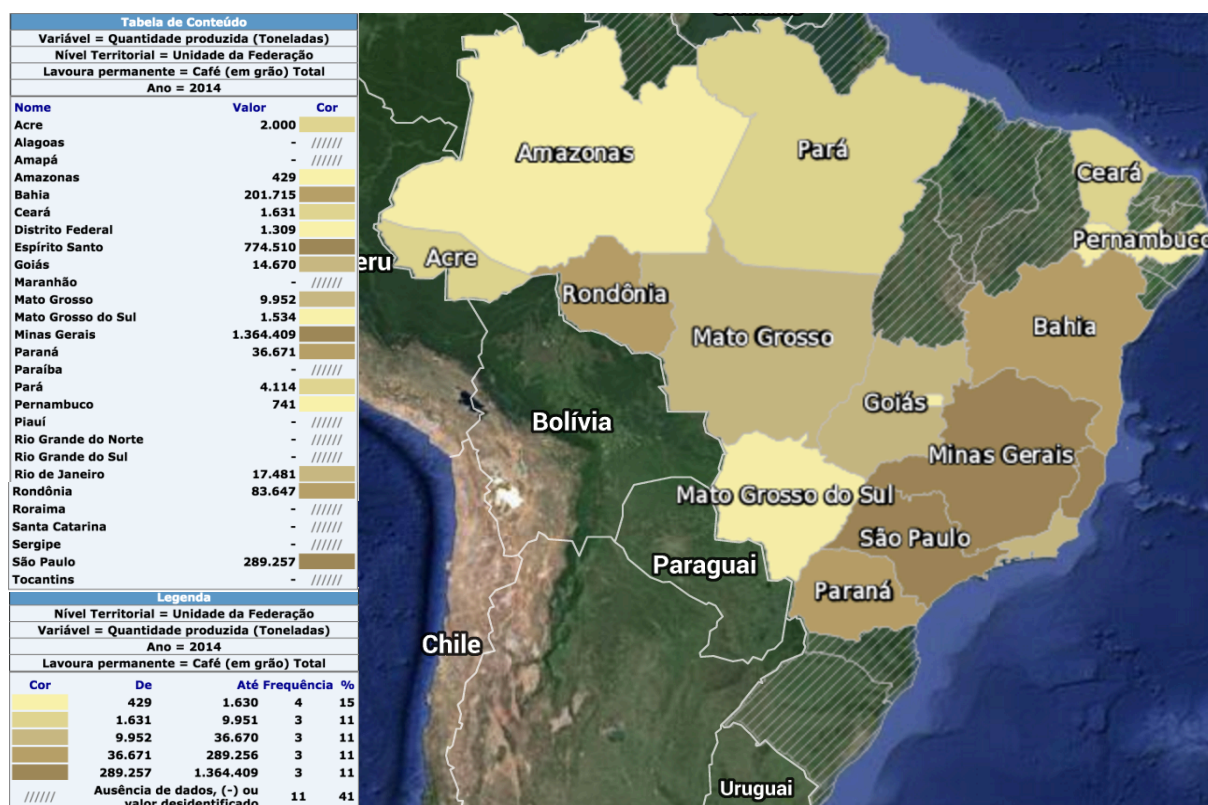 Tabela de Conteúdo
Variável = Quantidade produzida (Toneladas)
Nível Territorial = Unidade da Federação
Lavoura permanente = Café (em grão) Total
Ano = 2014
Nome Valor Cor
Acre 2.000
Alagoas - //////
Amapá - //////
Amazonas 429
Bahia 201.715
Ceará 1.631
Distrito Federal 1.309
Espírito Santo 774.510
Goiás 14.670
Maranhão - //////
Mato Grosso 9.952
Mato Grosso do Sul 1.534
Minas Gerais 1.364.409
Paraná 36.671
Paraíba - //////
Pará 4.114
Pernambuco 741
Piauí - //////
Rio Grande do Norte - //////
Rio Grande do Sul - //////
Rio de Janeiro 17.481
Rondônia 83.647
Roraima - //////
Santa Catarina - //////
Sergipe - //////
São Paulo 289.257
Tocantins - //////
Legenda
Nível Territorial = Unidade da Federação
Variável = Quantidade produzida (Toneladas)
Ano = 2014
Lavoura permanente = Café (em grão) Total
Cor De Até Frequência %
429 1.630 4 15
1.631 9.951 3 11
9.952 36.670 3 11
36.671 289.256 3 11
289.257 1.364.409 3 11
////// Ausência de dados, (-) ou 11 41
valor desidentificado
Amazonas
Pará
Ceará
Pernambuco
Acre
eru
Rondônia
Mato Grosso
Bahia
Goiás
Bolívia
Minas Gerais
Mato Grosso do Sul
São Paulo
Paraguai
Paraná
Chile
Uruguai